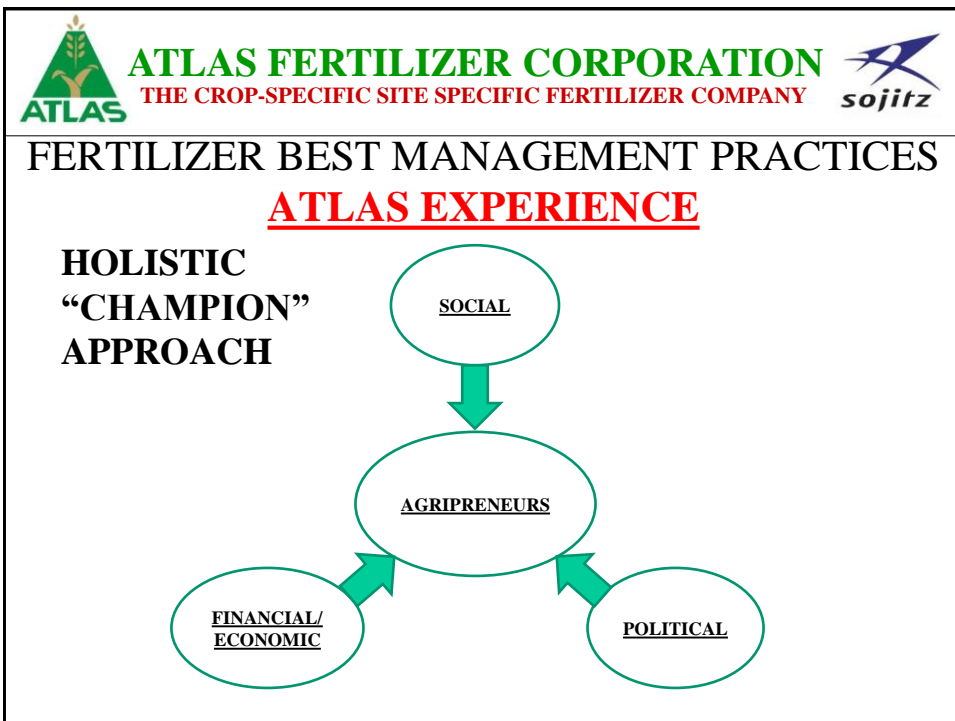 ATLAS
ATLAS FERTILIZER CORPORATION
THE CROP-SPECIFIC SITE SPECIFIC FERTILIZER COMPANY
sojitz
FERTILIZER BEST MANAGEMENT PRACTICES
ATLAS EXPERIENCE
HOLISTIC
“CHAMPION”
APPROACH
SOCIAL
AGRIPRENEURS
FINANCIAL/
ECONOMIC
POLITICAL